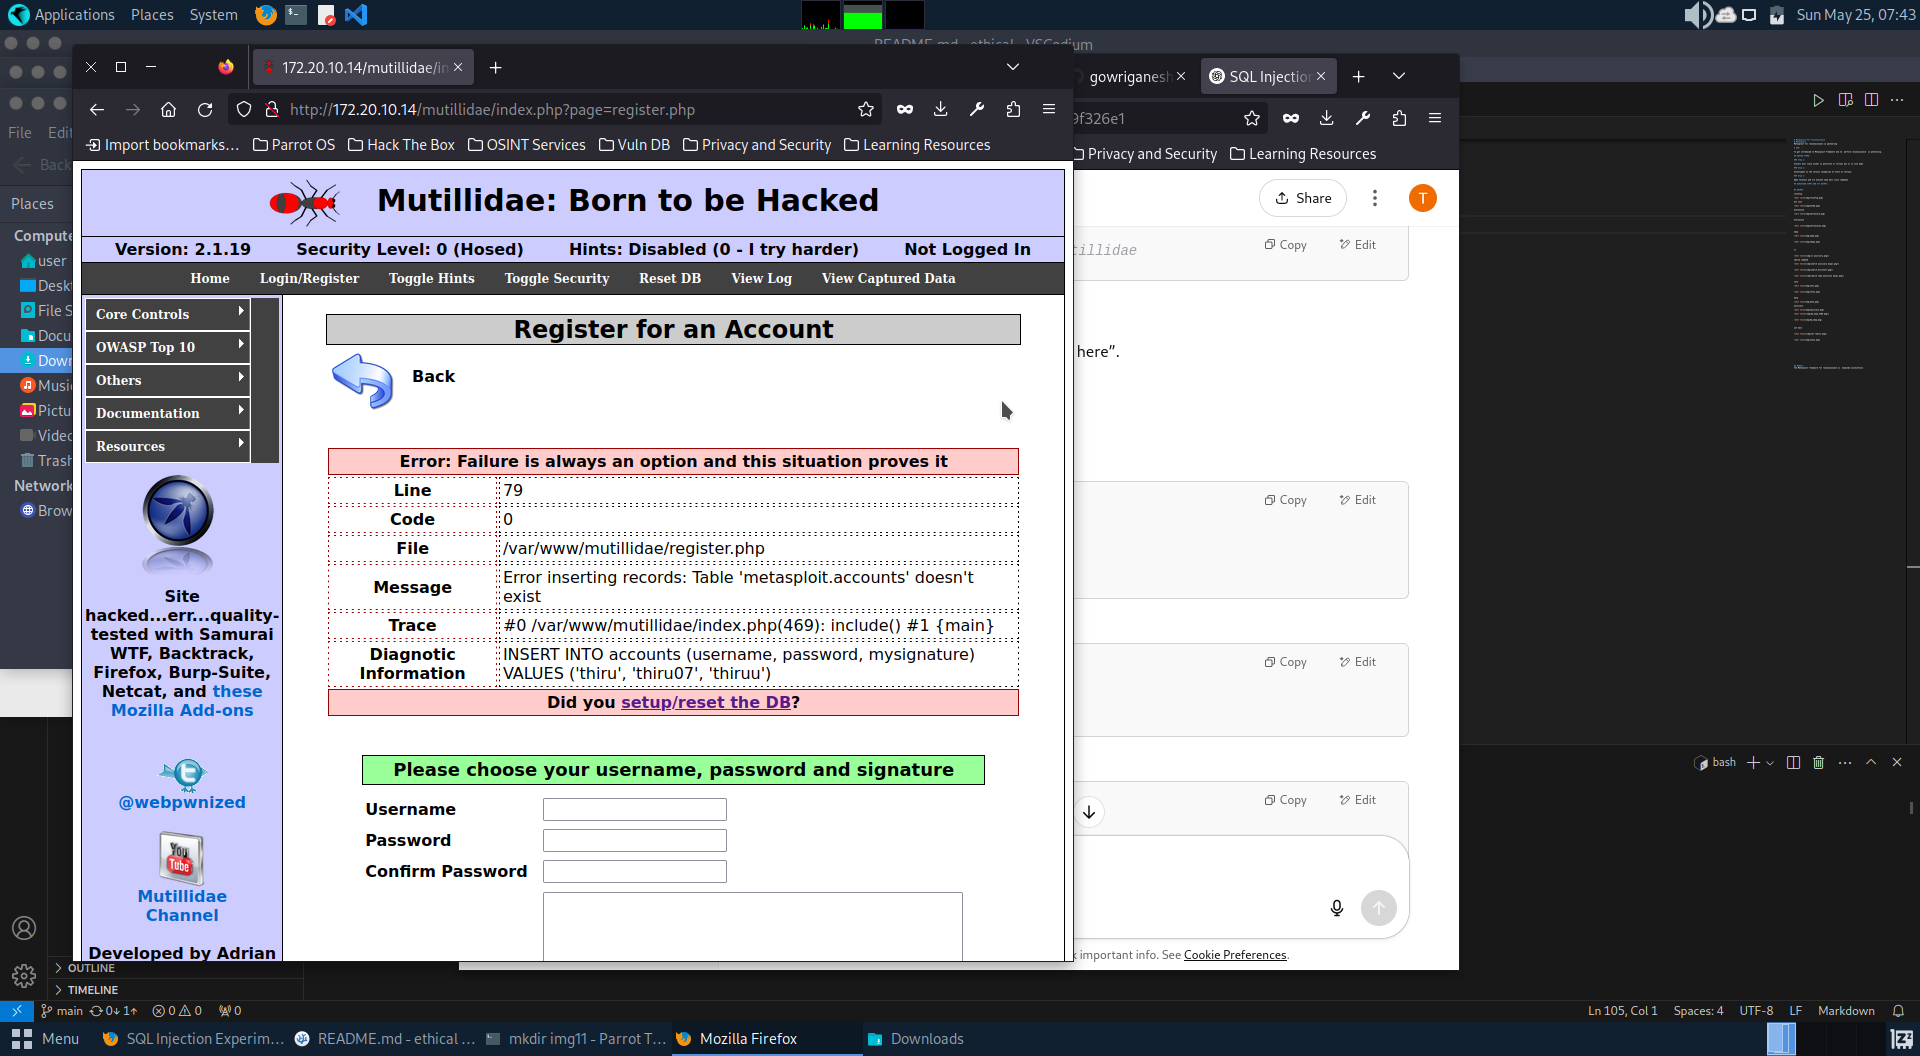 Applications Places System
Sun May 25, 07:43
README.md - ethical - VSCodium
172.20.10.14/mutillidae/in
http://172.20.10.14/mutillidae/index.php?page=register.php
Import bookmarks...
Parrot OS
Hack The Box
OSINT Services
Vuln DB
Privacy and Security
Learning Resources
gowriganesh
SQL Injection
9f326e1
Privacy and Security
Learning Resources
Share
T
tillidae
Copy
Edit
here”.
Copy
Edit
Copy
Edit
Copy
Edit
important info. See Cookie Preferences.
File Edit
Back
Places
Compute
user
Deskt
File S
Docu
Down
Music
Pictu
Video
Trash
Network
Brow
Mutillidae: Born to be Hacked
Version: 2.1.19 Security Level: 0 (Hosed) Hints: Disabled (0 - I try harder) Not Logged In
Home Login/Register Toggle Hints Toggle Security Reset DB View Log View Captured Data
Core Controls
OWASP Top 10
Others
Documentation
Resources
Site
hacked...err...quality-
tested with Samurai
WTF, Backtrack,
Firefox, Burp-Suite,
Netcat, and these
Mozilla Add-ons
@webpwnized
You
Tube
Mutillidae
Channel
Developed by Adrian
Register for an Account
Back
Error: Failure is always an option and this situation proves it
Line 79
Code 0
File /var/www/mutillidae/register.php
Message Error inserting records: Table 'metasploit.accounts' doesn't
exist
Trace #0 /var/www/mutillidae/index.php(469): include() #1 {main}
Diagnostic Information INSERT INTO accounts (username, password, mysignature)
VALUES ('thiru', 'thiru07', 'thiruu')
Did you setup/reset the DB?
Please choose your username, password and signature
Username
Password
Confirm Password
bash
OUTLINE
TIMELINE
main 0↓ 1↑ 0 0 0
Ln 105, Col 1 Spaces: 4 UTF-8 LF Markdown
Menu
SQL Injection Experim...
README.md - ethical ...
mkdir img11 - Parrot T...
Mozilla Firefox
Downloads